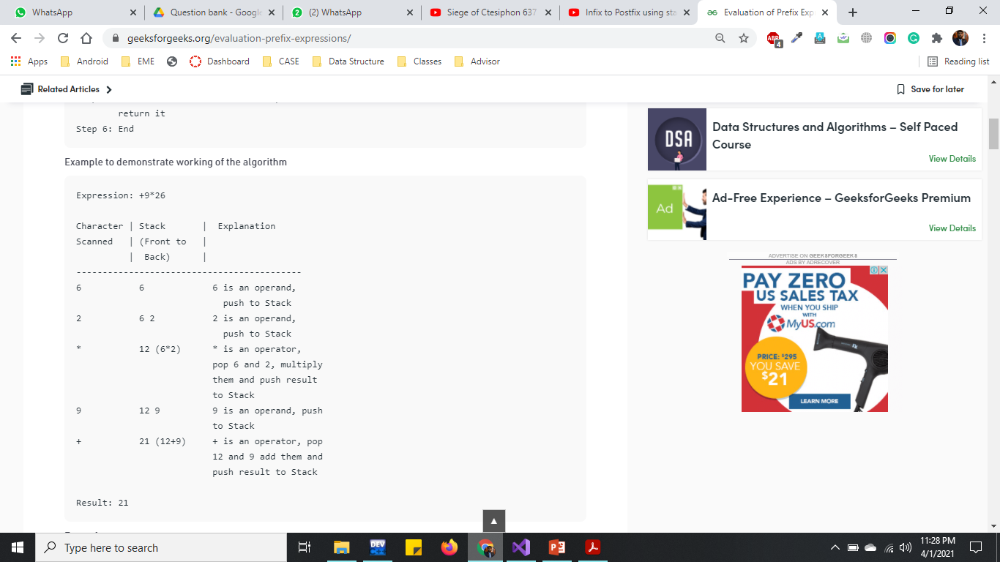 WhatsApp
Question bank - Google
(2) WhatsApp
Siege of Ctesiphon 637
Infix to Postfix using sta
Evaluation of Prefix Exp
geeksforgeeks.org/evaluation-prefix-expressions/
ABP
4
Apps
Android
EME
Dashboard
CASE
Data Structure
Classes
Advisor
Reading list
Related Articles
Save for later
return it
Step 6: End
Example to demonstrate working of the algorithm
Expression: +9*26
Character | Stack | Explanation
Scanned | (Front to |
| Back) |
-------------------------------------------
6 6 6 is an operand,
push to Stack
2 6 2 2 is an operand,
push to Stack
* 12 (6*2) * is an operator,
pop 6 and 2, multiply
them and push result
to Stack
9 12 9 9 is an operand, push
to Stack
+ 21 (12+9) + is an operator, pop
12 and 9 add them and
push result to Stack
Result: 21
DSA
Data Structures and Algorithms – Self Paced
Course
View Details
Ad
Ad-Free Experience – GeeksforGeeks Premium
View Details
ADVERTISE ON GEEKSFORGEEKS
ADS BY ADRECOVER
PAY ZERO
US SALES TAX
WHEN YOU SHIP
WITH
MyUS.com
PRICE: $295
YOU SAVE
$21
LEARN MORE
Type here to search
DEV
11:28 PM
4/1/2021